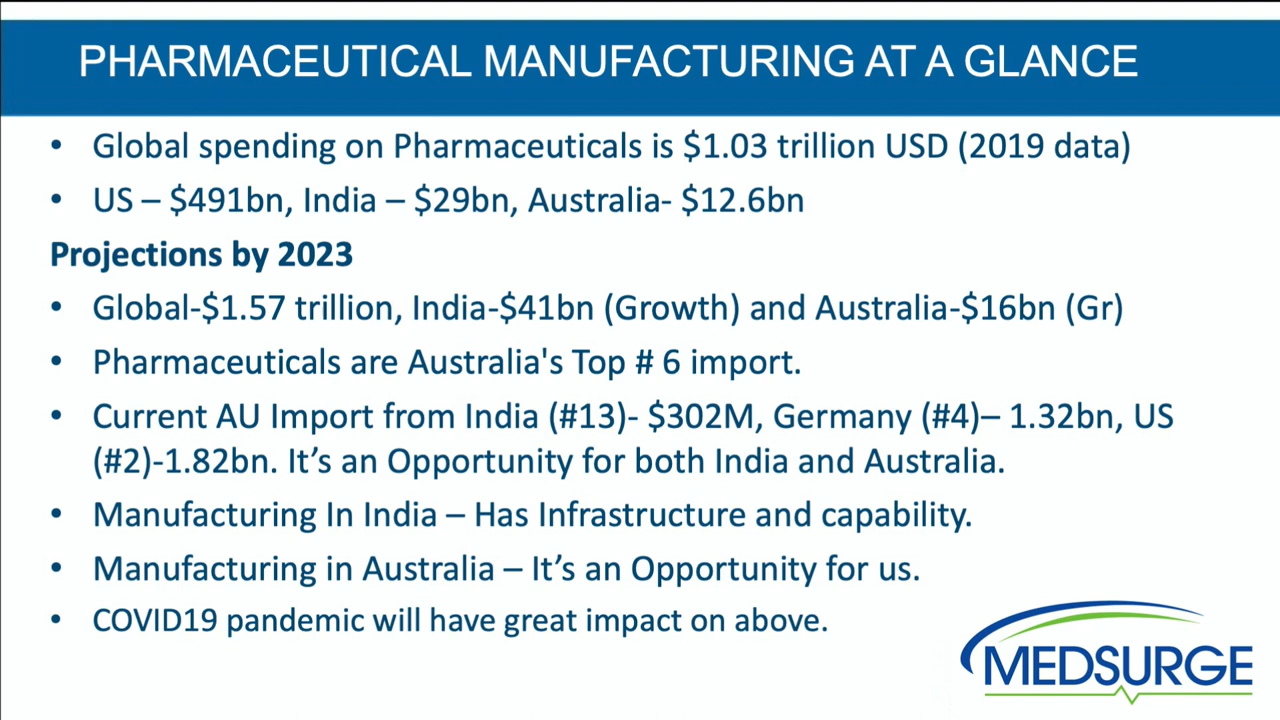 PHARMACEUTICAL MANUFACTURING AT A GLANCE
• Global spending on Pharmaceuticals is $1.03 trillion USD (2019 data)
• US – $491bn, India – $29bn, Australia- $12.6bn
Projections by 2023
• Global-$1.57 trillion, India-$41bn (Growth) and Australia-$16bn (Gr)
• Pharmaceuticals are Australia's Top # 6 import.
• Current AU Import from India (#13)- $302M, Germany (#4)– 1.32bn, US
(#2)-1.82bn. It’s an Opportunity for both India and Australia.
• Manufacturing In India – Has Infrastructure and capability.
• Manufacturing in Australia – It’s an Opportunity for us.
• COVID19 pandemic will have great impact on above.
MEDSURGE